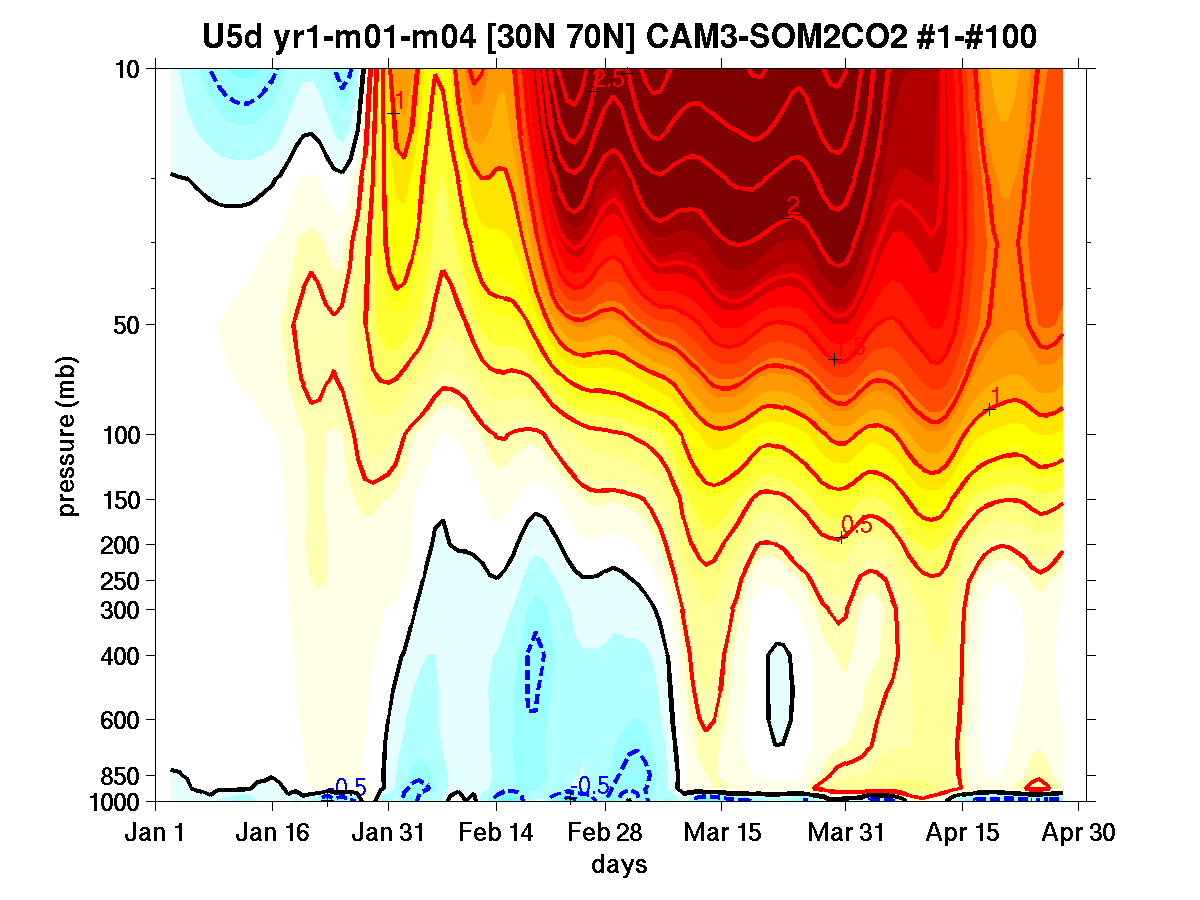 U5d yr1-m01-m04 [30N 70N] CAM3-SOM2CO2 #1-#100
10
50
100
150
200
250
300
400
600
850
1000
pressure (mb)
2.5
1
2
1.5
1
0.5
-0.5
-0.5
Jan 1
Jan 16
Jan 31
Feb 14
Feb 28
Mar 15
Mar 31
Apr 15
Apr 30
days